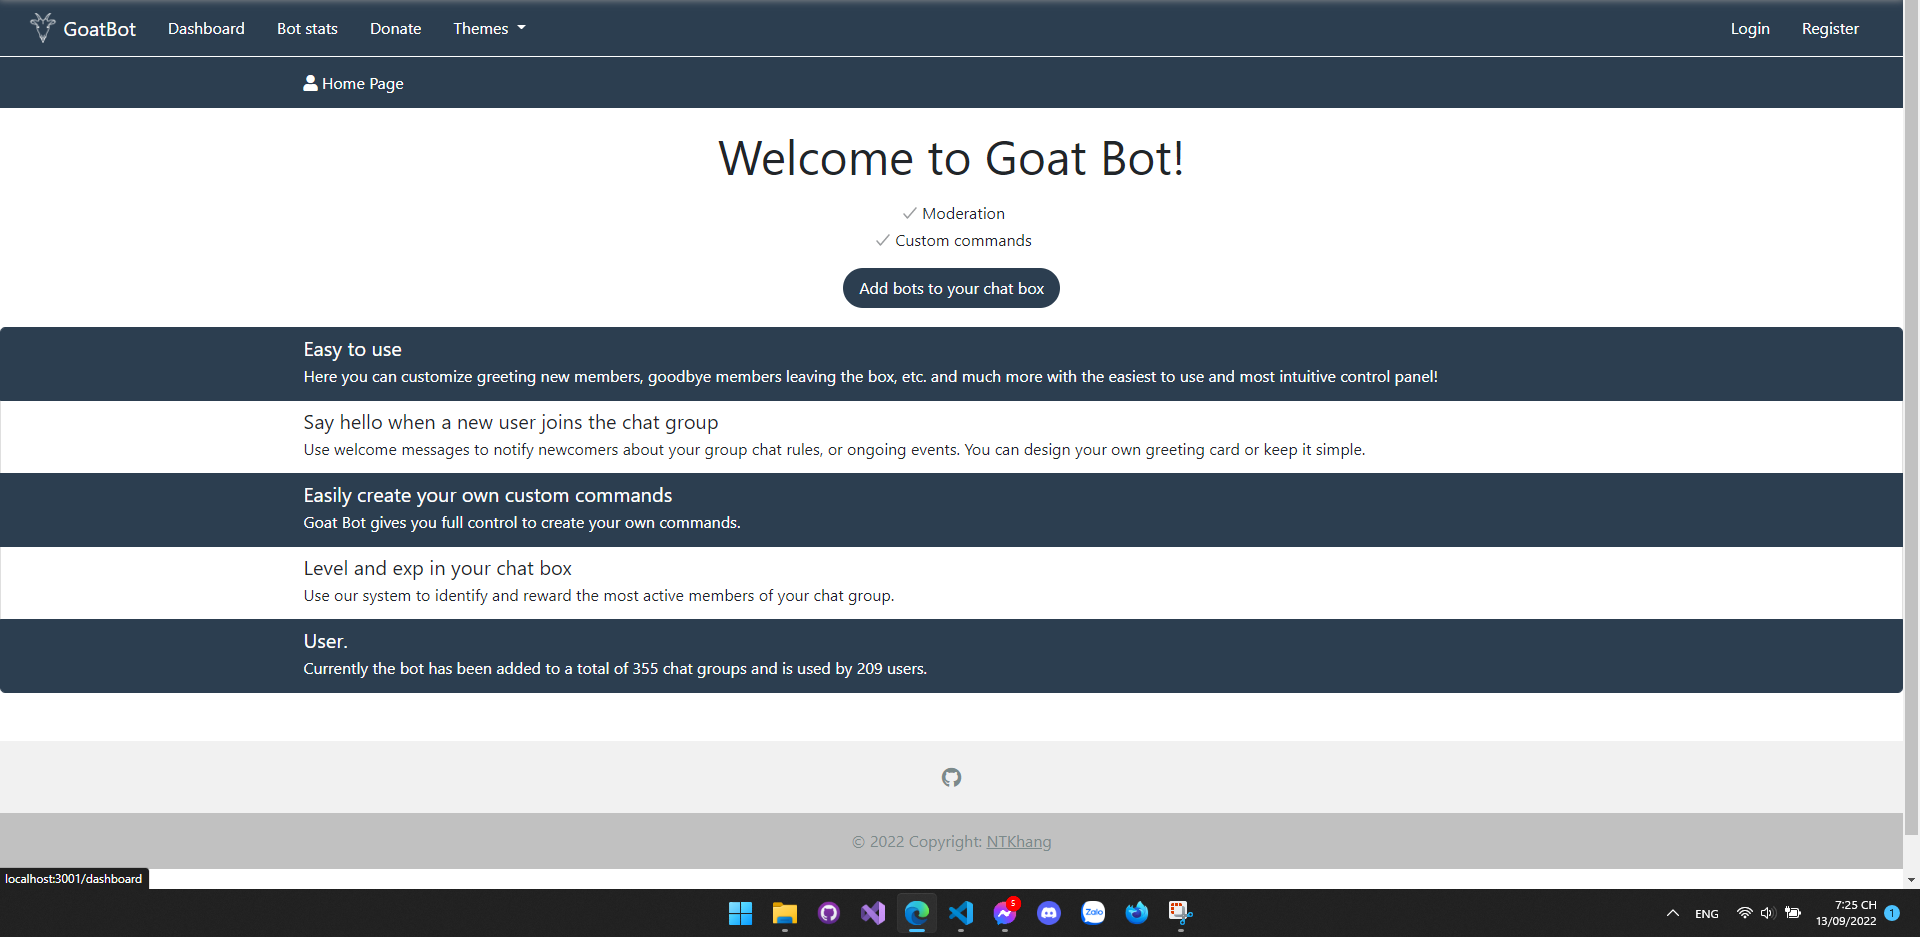 GoatBot Dashboard Bot stats Donate Themes Login Register
Home Page
Welcome to Goat Bot!
Moderation
Custom commands
Add bots to your chat box
Easy to use
Here you can customize greeting new members, goodbye members leaving the box, etc. and much more with the easiest to use and most intuitive control panel!
Say hello when a new user joins the chat group
Use welcome messages to notify newcomers about your group chat rules, or ongoing events. You can design your own greeting card or keep it simple.
Easily create your own custom commands
Goat Bot gives you full control to create your own commands.
Level and exp in your chat box
Use our system to identify and reward the most active members of your chat group.
User.
Currently the bot has been added to a total of 355 chat groups and is used by 209 users.
© 2022 Copyright: NTKhang
localhost:3001/dashboard
5
Zalo
ENG
7:25 CH
13/09/2022
1